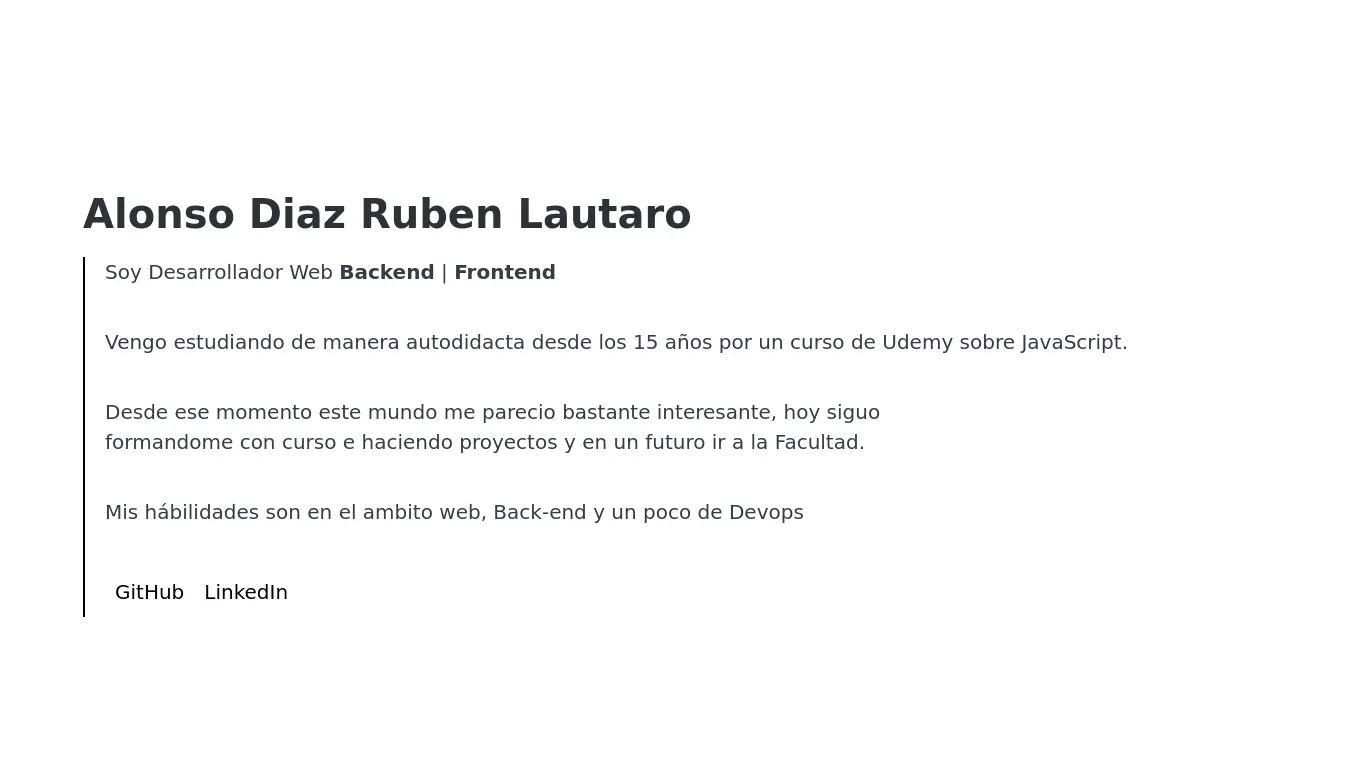 Alonso Diaz Ruben Lautaro
Soy Desarrollador Web Backend | Frontend
Vengo estudiando de manera autodidacta desde los 15 años por un curso de Udemy sobre JavaScript.
Desde ese momento este mundo me parecio bastante interesante, hoy siguo
formandome con curso e haciendo proyectos y en un futuro ir a la Facultad.
Mis hábilidades son en el ambito web, Back-end y un poco de Devops
GitHub LinkedIn